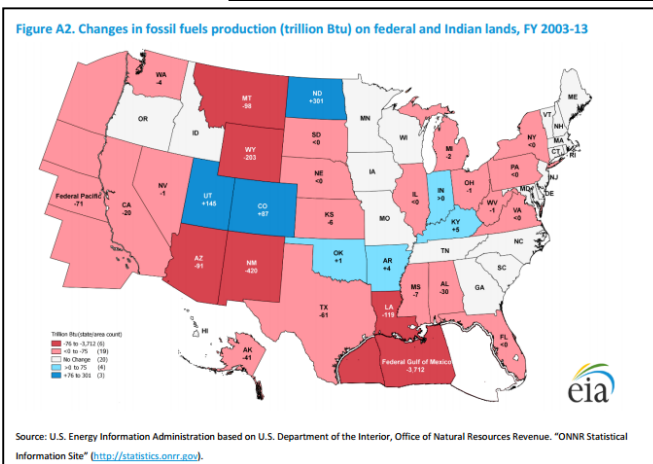 Figure A2. Changes in fossil fuels production (trillion Btu) on federal and Indian lands, FY 2003-13
WA
-4
MT
-98
ND
+301
MN
OR
ID
WY
-203
SD
<0
WI
MI
-2
NY
<0
VT
ME
NH
MA
CT
RI
NE
<0
IA
PA
<0
NJ
Federal Pacific
-71
CA
-20
NV
-1
UT
+145
CO
+87
KS
-6
MO
IL
<0
IN
>0
OH
-1
WV
-1
VA
<0
MD
DE
KY
+5
AZ
-91
NM
-420
OK
+1
AR
+4
TN
NC
SC
TX
-61
LA
-119
MS
-7
AL
-30
GA
FL
<0
HI
AK
-41
Federal Gulf of Mexico
-3,712
Trillion Btu(state/area count)
-76 to -3,712 (6)
<0 to -75 (19)
No Change (20)
>0 to 75 (4)
+76 to 301 (3)
eia
Source: U.S. Energy Information Administration based on U.S. Department of the Interior, Office of Natural Resources Revenue. "ONNR Statistical
Information Site" (http://statistics.onrr.gov).